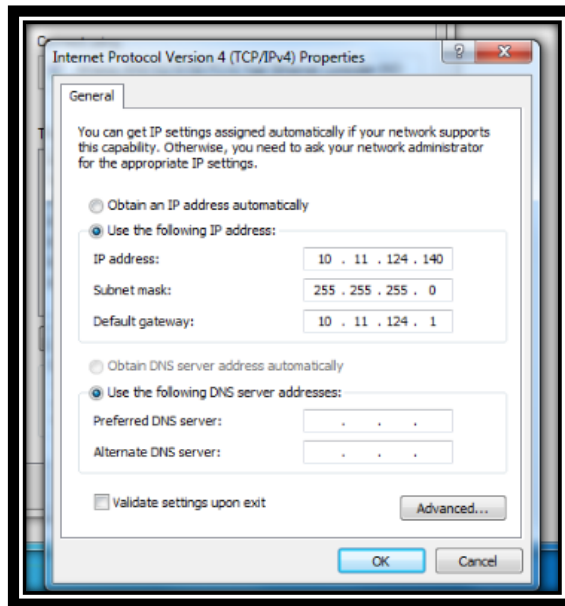 Internet Protocol Version 4 (TCP/IPv4) Properties
General
You can get IP settings assigned automatically if your network supports
this capability. Otherwise, you need to ask your network administrator
for the appropriate IP settings.
Obtain an IP address automatically
Use the following IP address:
IP address: 10 . 11 . 124 . 140
Subnet mask: 255 . 255 . 255 . 0
Default gateway: 10 . 11 . 124 . 1
Obtain DNS server address automatically
Use the following DNS server addresses:
Preferred DNS server: . . .
Alternate DNS server: . . .
Validate settings upon exit
Advanced...
OK Cancel